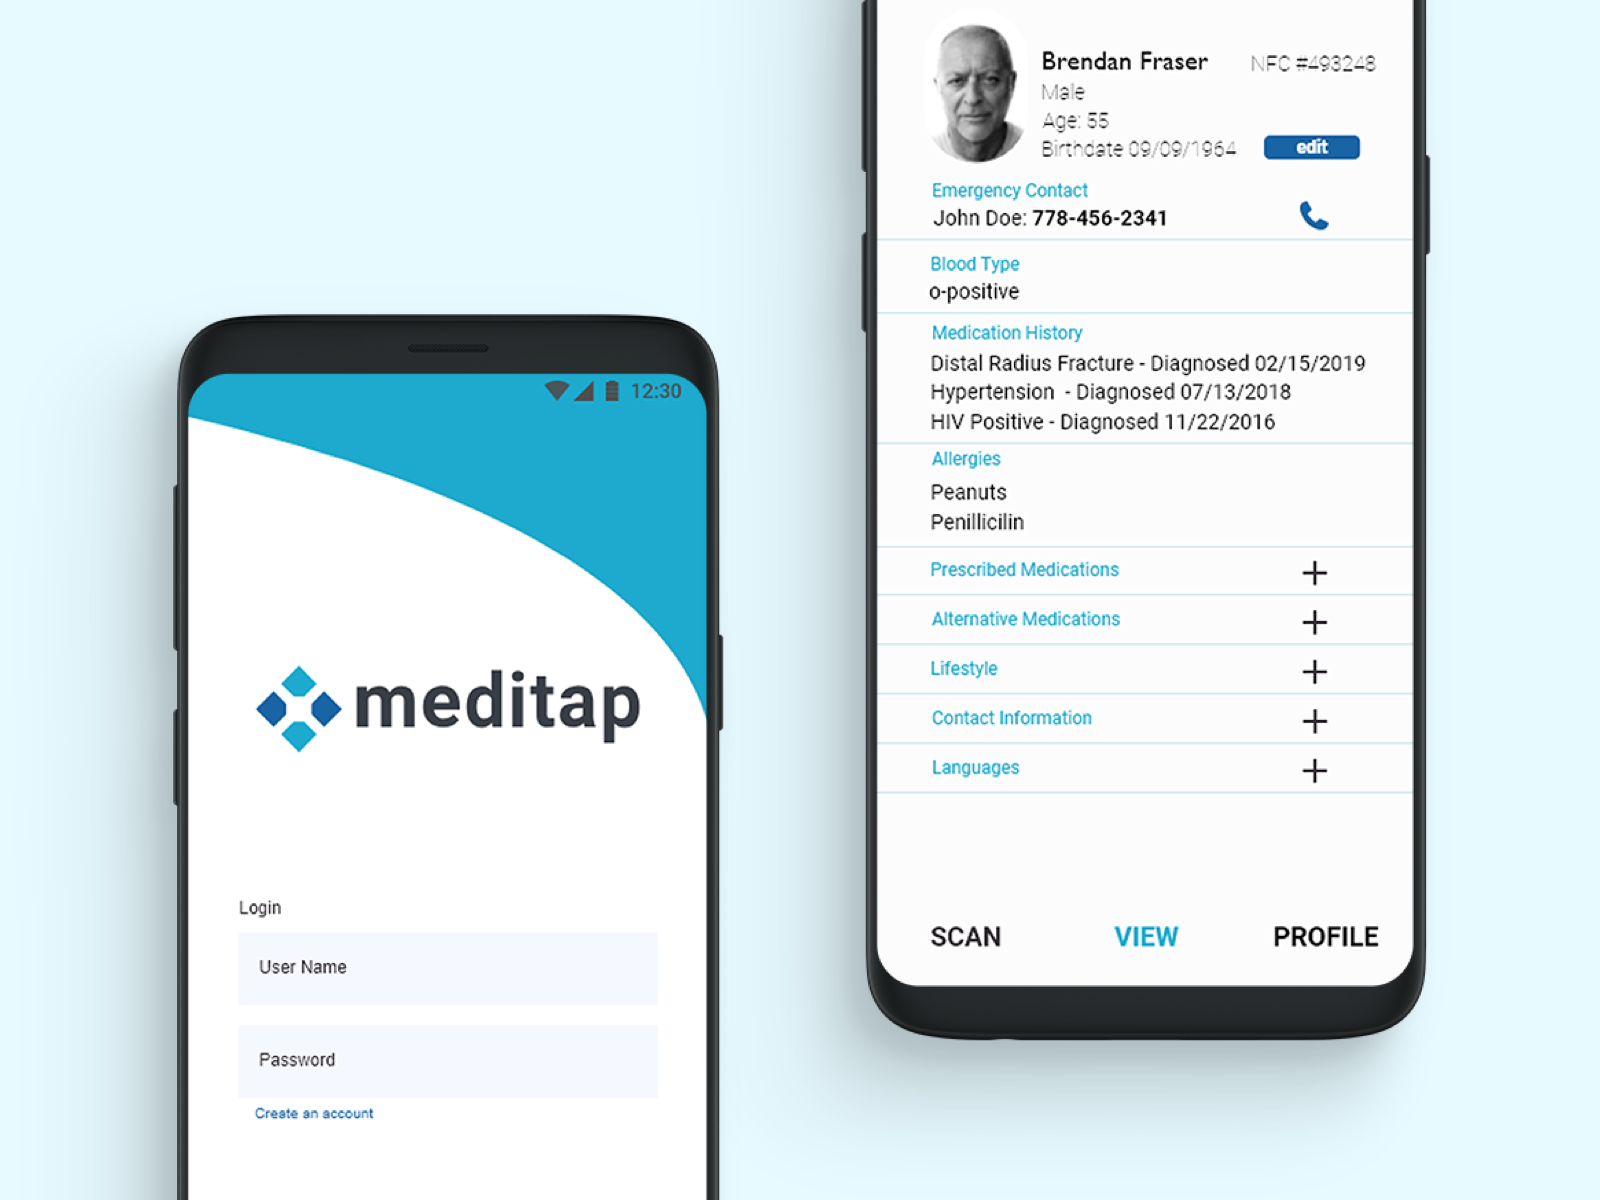 12:30
meditap
Login
User Name
Password
Create an account
Brendan Fraser
NFC #493248
Male
Age: 55
Birthdate 09/09/1964
edit
Emergency Contact
John Doe: 778-456-2341
Blood Type
o-positive
Medication History
Distal Radius Fracture - Diagnosed 02/15/2019
Hypertension - Diagnosed 07/13/2018
HIV Positive - Diagnosed 11/22/2016
Allergies
Peanuts
Penillicilin
Prescribed Medications
Alternative Medications
Lifestyle
Contact Information
Languages
SCAN VIEW PROFILE